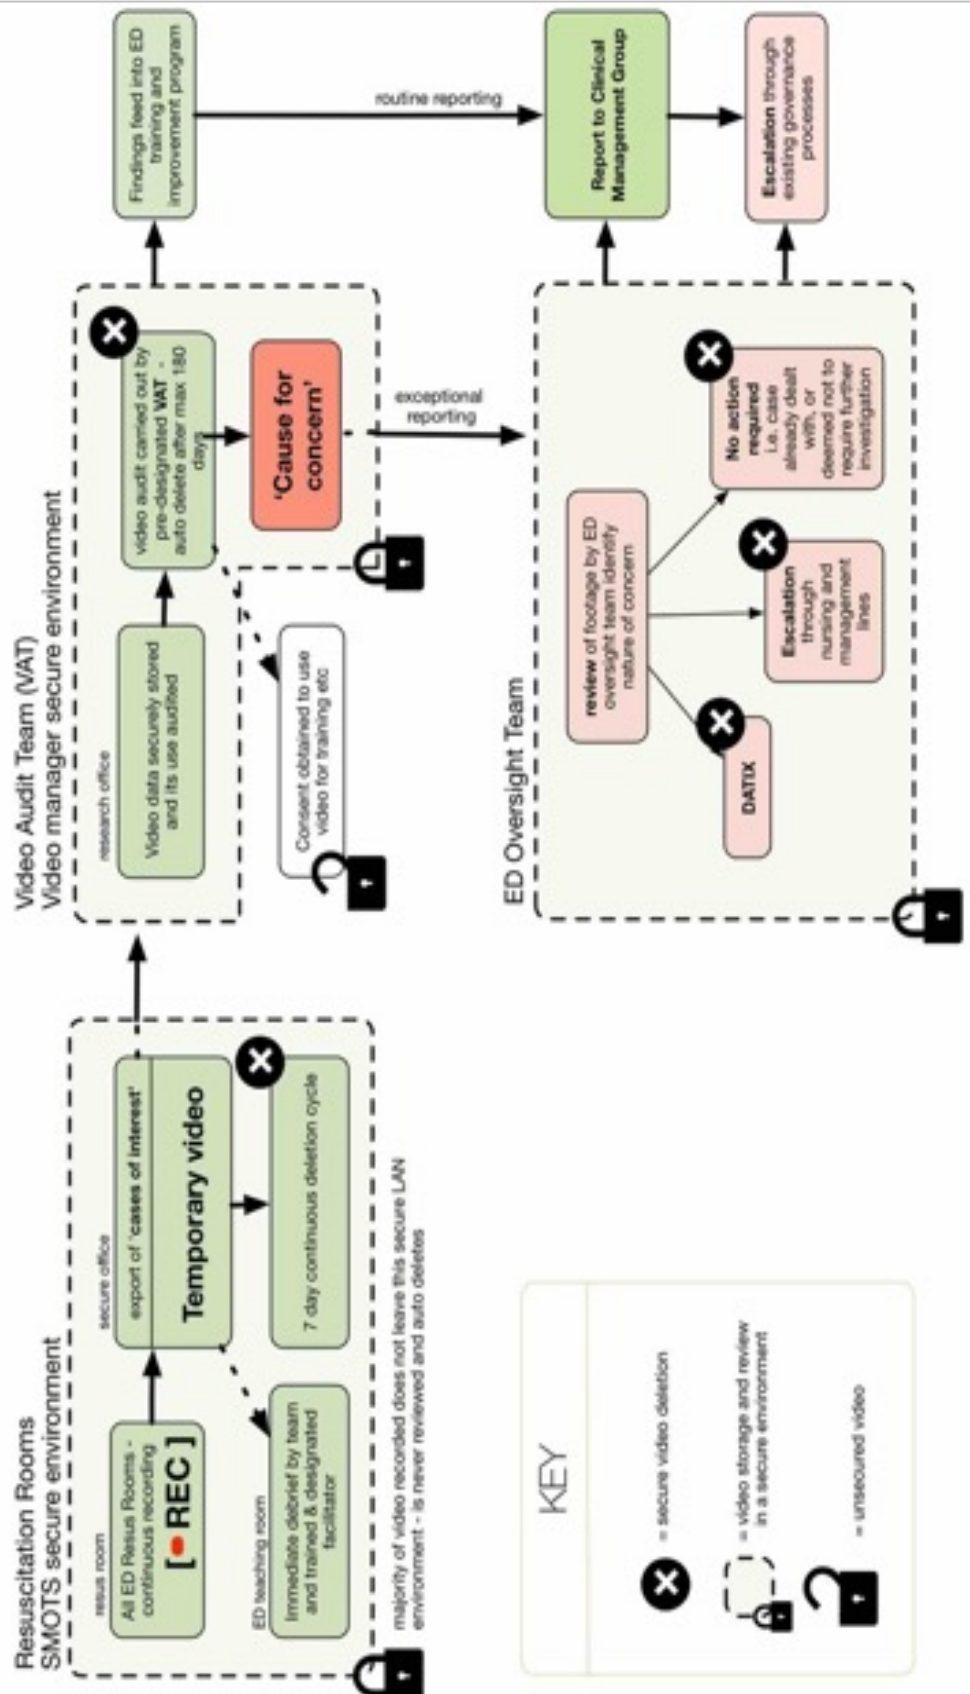 Resuscitation Rooms
SMOTS secure environment
resus room
All ED Resus Rooms -
continuous recording
[ REC ]
secure office
export of 'cases of interest'
Temporary video
ED teaching room
Immediate debrief by team
and trained & designated
facilitator
7 day continuous deletion cycle
majority of video recorded does not leave this secure LAN
environment - is never reviewed and auto deletes
Video Audit Team (VAT)
Video manager secure environment
research office
Video data securely stored
and its use audited
video audit carried out by
pre-designated VAT -
auto delete after max 180
days
'Cause for
concern'
Consent obtained to use
video for training etc
Findings feed into ED
training and
improvement program
routine reporting
exceptional
reporting
ED Oversight Team
review of footage by ED
oversight team identify
nature of concern
DATIX
Escalation
through
nursing and
management
lines
No action
required
i.e. case
already dealt
with, or
deemed not to
require further
investigation
Report to Clinical
Management Group
Escalation through
existing governance
processes
KEY
= secure video deletion
= video storage and review
in a secure environment
= unsecured video